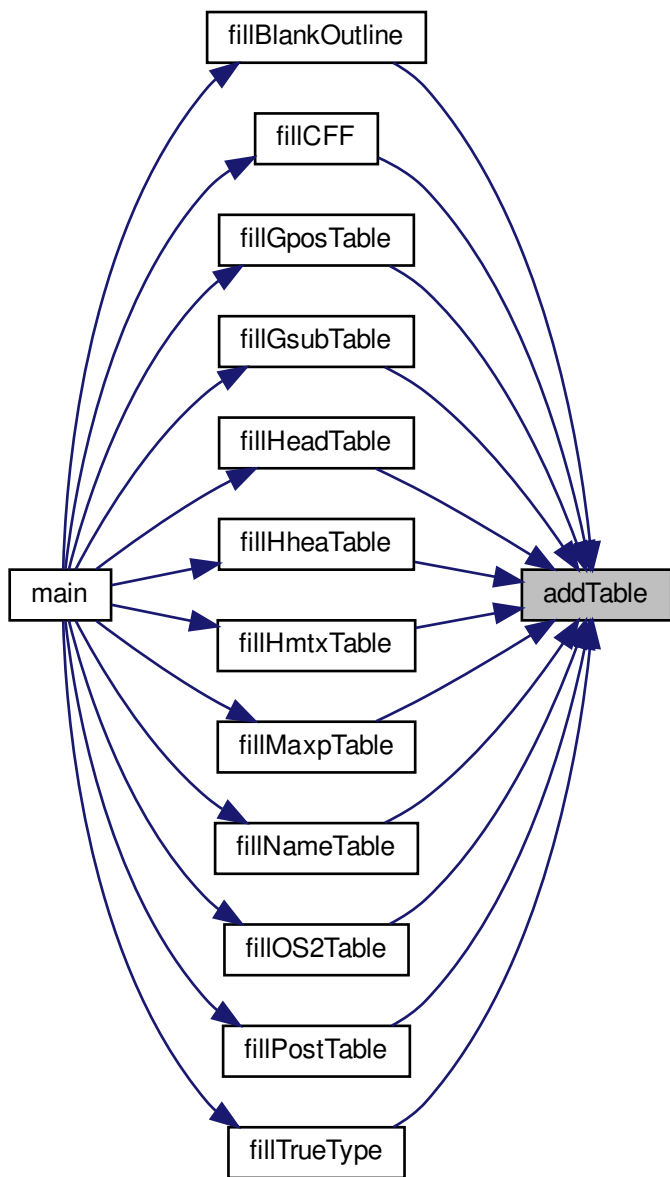 fillBlankOutline
fillCFF
fillGposTable
fillGsubTable
fillHeadTable
fillHheaTable
main
addTable
fillHmtxTable
fillMaxpTable
fillNameTable
fillOS2Table
fillPostTable
fillTrueType